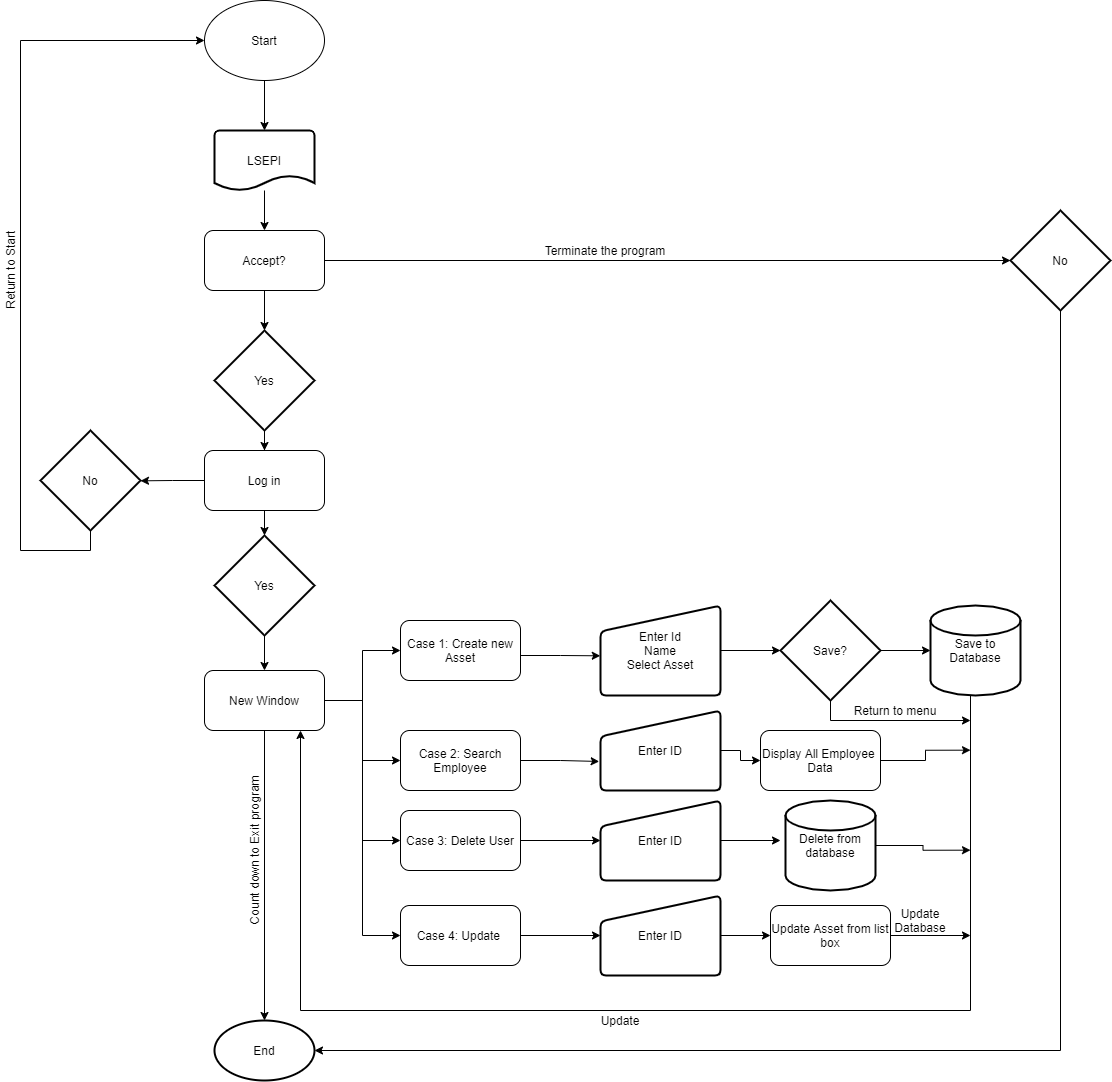 Start
LSEPI
Return to Start
Accept?
Terminate the program
No
Yes
No
Log in
Yes
New Window
Case 1: Create new
Asset
Enter Id
Name
Select Asset
Save?
Save to
Database
Return to menu
Case 2: Search
Employee
Enter ID
Display All Employee
Data
Case 3: Delete User
Enter ID
Delete from
database
Count down to Exit program
Case 4: Update
Enter ID
Update Asset from list
box
Update
Database
Update
End